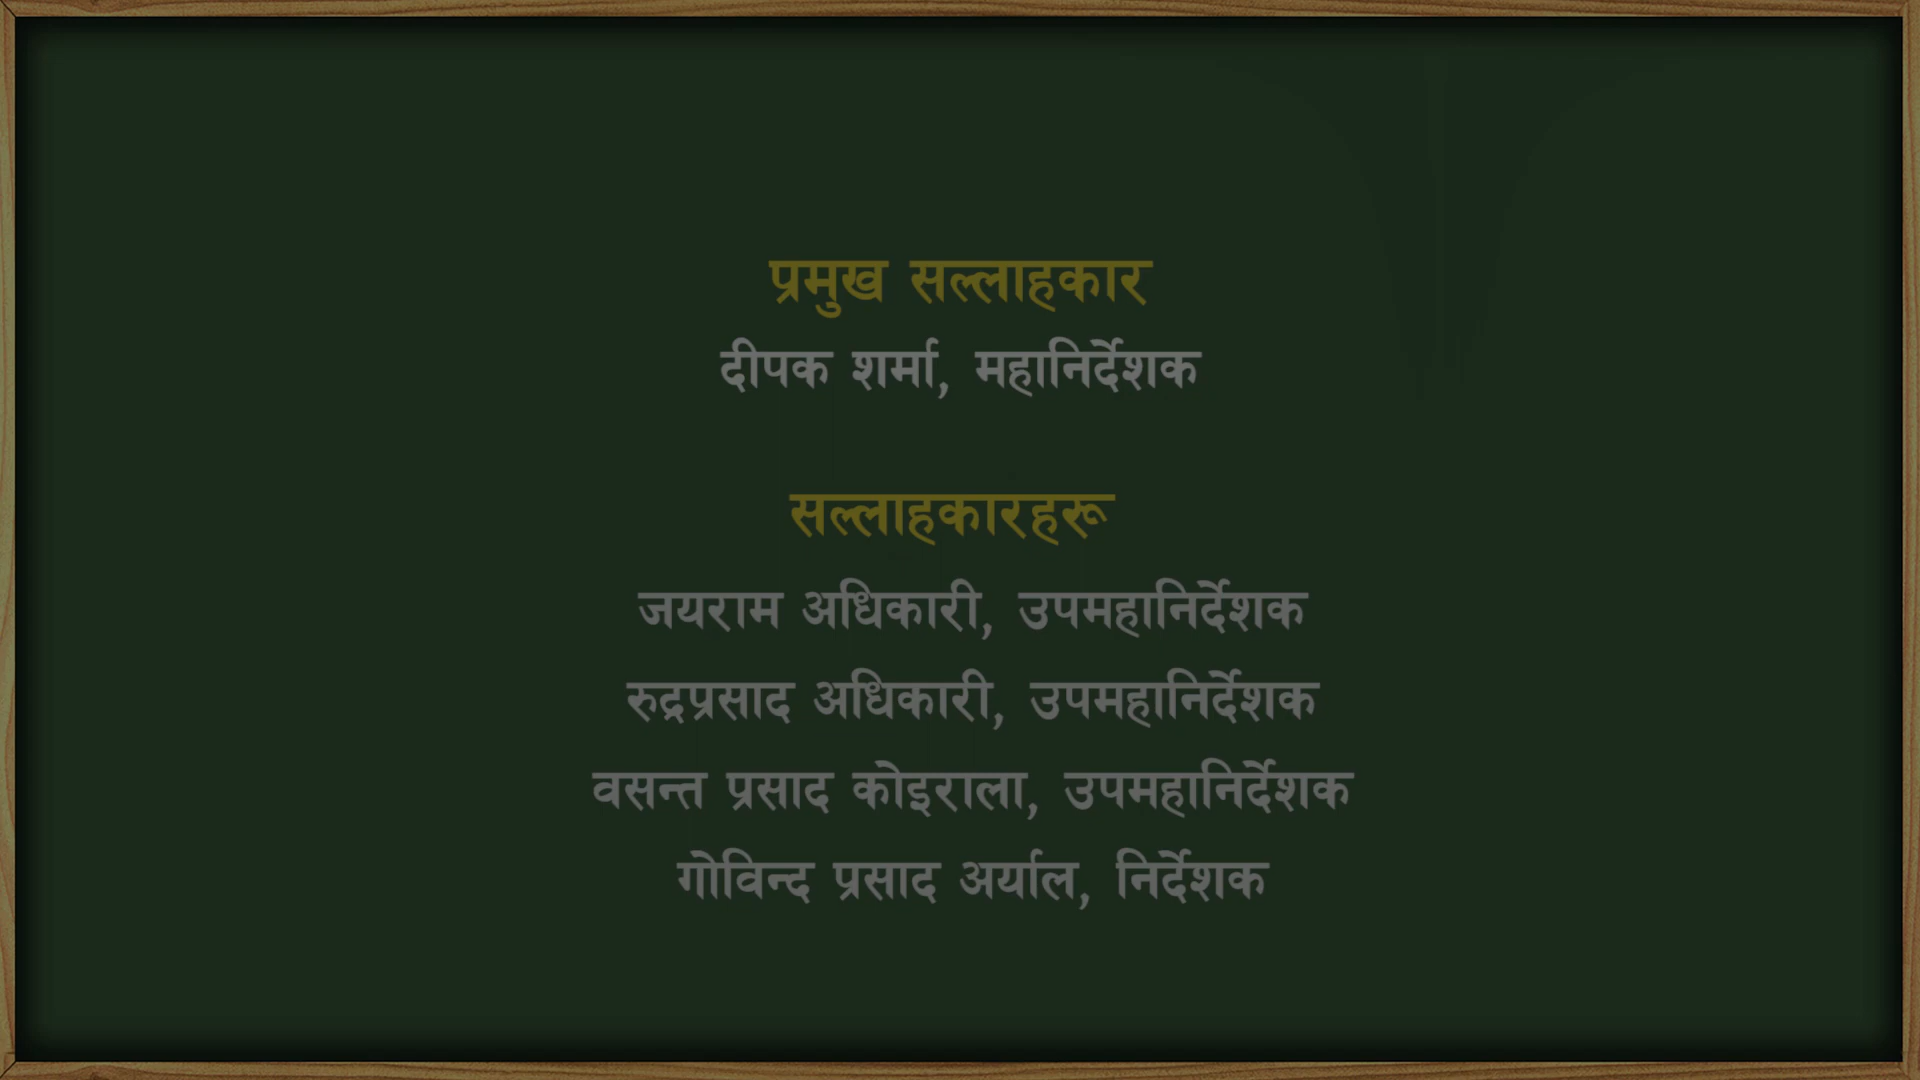 प्रमुख सल्लाहकार
दीपक शर्मा, महानिर्देशक
सल्लाहकारहरू
जयराम अधिकारी, उपमहानिर्देशक
रुद्रप्रसाद अधिकारी, उपमहानिर्देशक
वसन्त प्रसाद कोइराला, उपमहानिर्देशक
गोविन्द प्रसाद अर्याल, निर्देशक